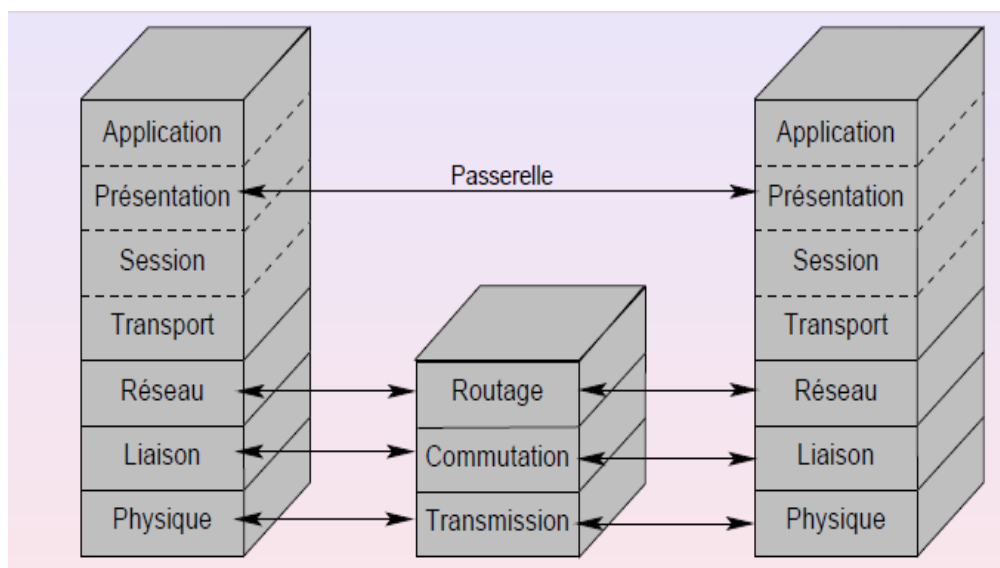 Application
Présentation
Session
Transport
Réseau
Liaison
Physique
Passerelle
Routage
Commutation
Transmission
Application
Présentation
Session
Transport
Réseau
Liaison
Physique